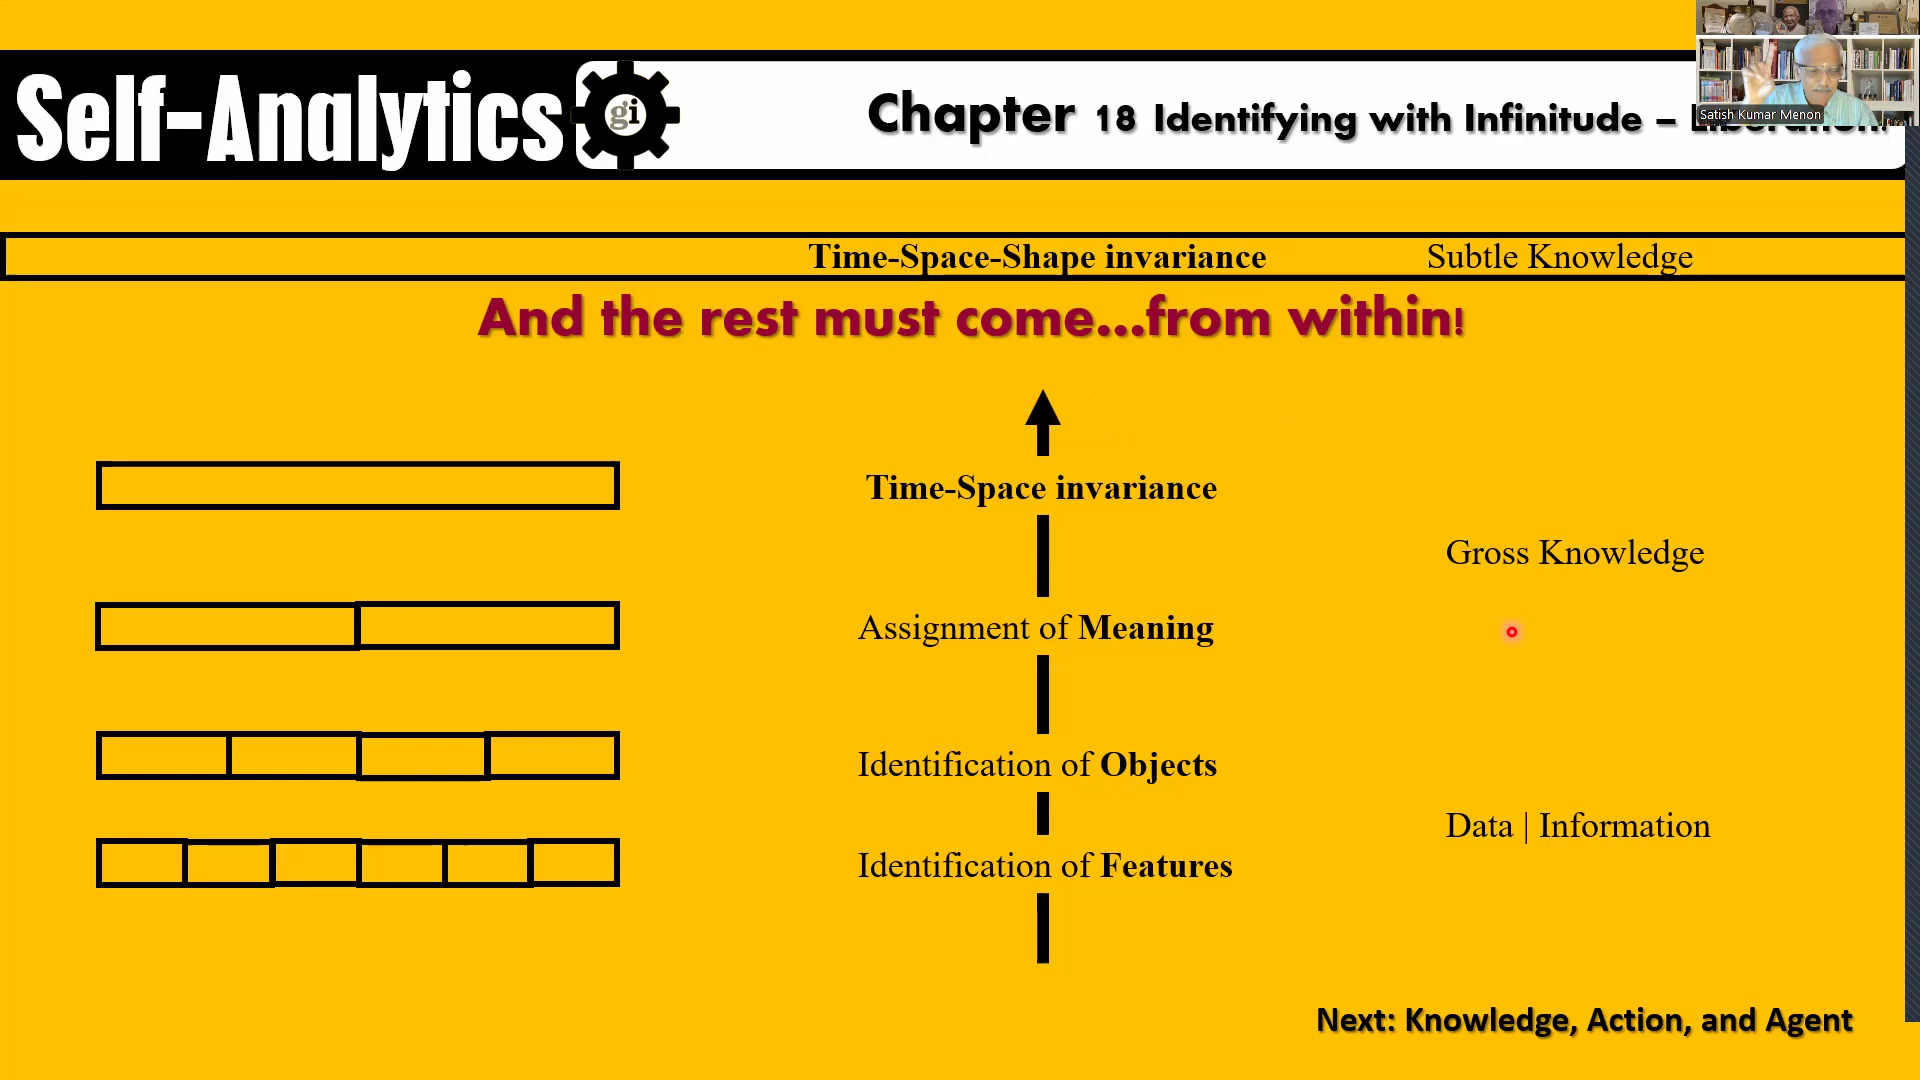 Self-Analytics
gi
Chapter 18 Identifying with Infinitude –
Satish Kumar Menon
Time-Space-Shape invariance
Subtle Knowledge
And the rest must come...from within!
Time-Space invariance
Gross Knowledge
Assignment of Meaning
Identification of Objects
Data | Information
Identification of Features
Next: Knowledge, Action, and Agent